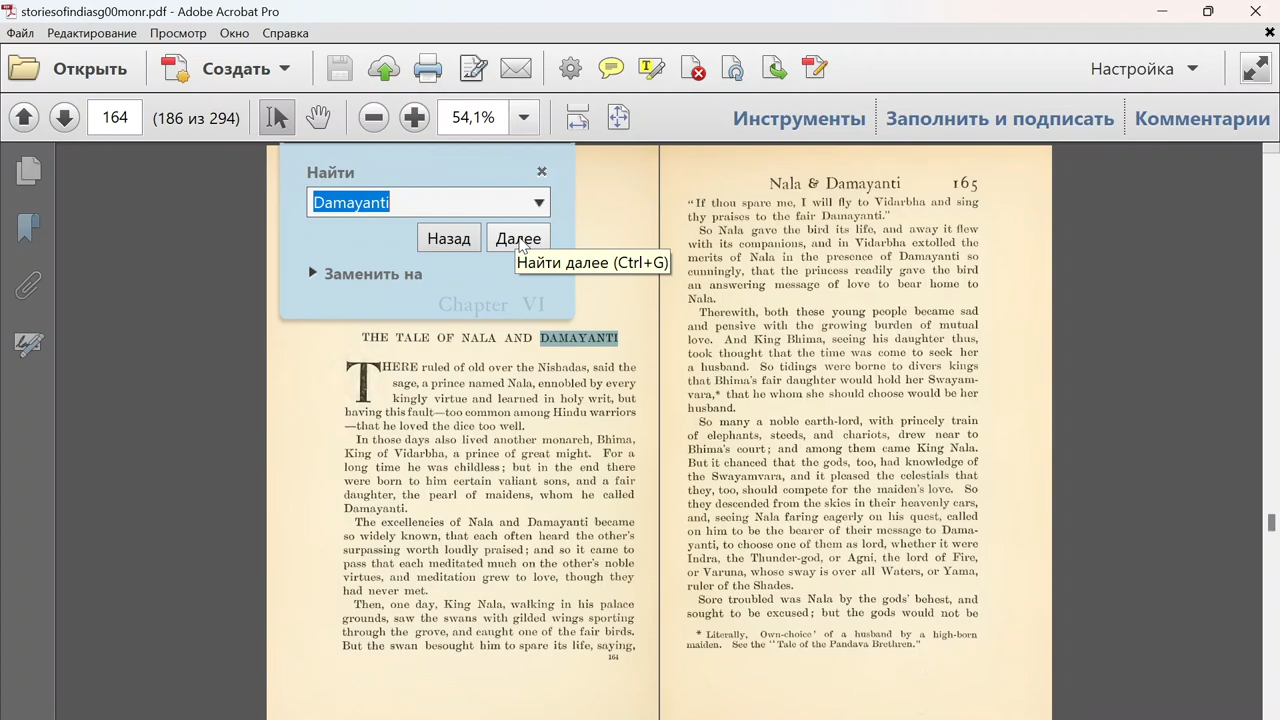 storiesofindiasg00monr.pdf - Adobe Acrobat Pro
Файл Редактирование Просмотр Окно Справка
Открыть Создать Настройка
164 (186 из 294) 54,1% Инструменты Заполнить и подписать Комментарии
Найти
Damayanti
Назад Далее
Найти далее (Ctrl+G)
Заменить на
Chapter VI
THE TALE OF NALA AND DAMAYANTI
THERE ruled of old over the Nishadas, said the
sage, a prince named Nala, ennobled by every
kingly virtue and learned in holy writ, but
having this fault—too common among Hindu warriors
—that he loved the dice too well.
In those days also lived another monarch, Bhima,
King of Vidarbha, a prince of great might. For a
long time he was childless; but in the end there
were born to him certain valiant sons, and a fair
daughter, the pearl of maidens, whom he called
Damayanti.
The excellencies of Nala and Damayanti became
so widely known, that each often heard the other's
surpassing worth loudly praised; and so it came to
pass that each meditated much on the other's noble
virtues, and meditation grew to love, though they
had never met.
Then, one day, King Nala, walking in his palace
grounds, saw the swans with gilded wings sporting
through the grove, and caught one of the fair birds.
But the swan besought him to spare its life, saying,
164
Nala & Damayanti 165
"If thou spare me, I will fly to Vidarbha and sing
thy praises to the fair Damayanti."
So Nala gave the bird its life, and away it flew
with its companions, and in Vidarbha extolled the
merits of Nala in the presence of Damayanti so
cunningly, that the princess readily gave the bird
an answering message of love to bear home to
Nala.
Therewith, both these young people became sad
and pensive with the growing burden of mutual
love. And King Bhima, seeing his daughter thus,
took thought that the time was come to seek her
a husband. So tidings were borne to divers kings
that Bhima's fair daughter would hold her Swayam-
vara,* that he whom she should choose would be her
husband.
So many a noble earth-lord, with princely train
of elephants, steeds, and chariots, drew near to
Bhima's court; and among them came King Nala.
But it chanced that the gods, too, had knowledge of
the Swayamvara, and it pleased the celestials that
they, too, should compete for the maiden's love. So
they descended from the skies in their heavenly cars,
and, seeing Nala faring eagerly on his quest, called
on him to be the bearer of their message to Dama-
yanti, to choose one of them as lord, whether it were
Indra, the Thunder-god, or Agni, the lord of Fire,
or Varuna, whose sway is over all Waters, or Yama,
ruler of the Shades.
Sore troubled was Nala by the gods' behest, and
sought to be excused; but the gods would not be
* Literally, Own-choice' of a husband by a high-born
maiden. See the "Tale of the Pandava Brethren."